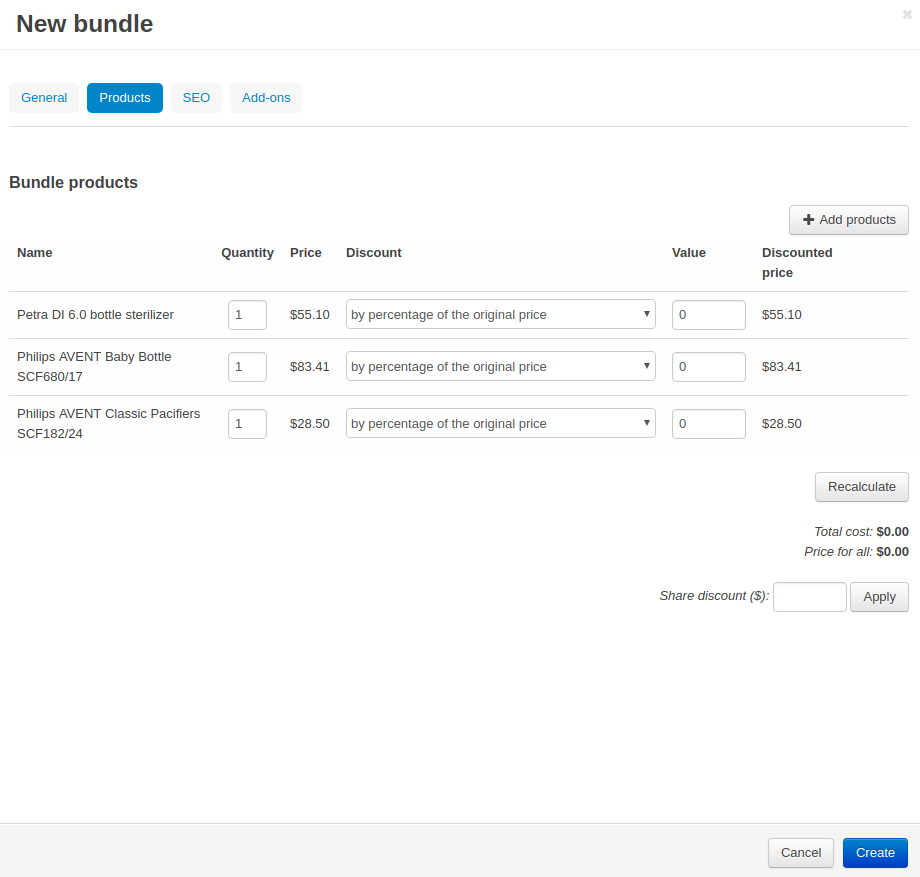 New bundle
General Products SEO Add-ons
Bundle products
Add products
Name Quantity Price Discount Value Discounted price
Petra DI 6.0 bottle sterilizer 1 $55.10 by percentage of the original price 0 $55.10
Philips AVENT Baby Bottle
SCF680/17 1 $83.41 by percentage of the original price 0 $83.41
Philips AVENT Classic Pacifiers
SCF182/24 1 $28.50 by percentage of the original price 0 $28.50
Recalculate
Total cost: $0.00
Price for all: $0.00
Share discount ($): Apply
Cancel Create